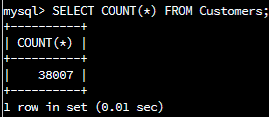 mysql> SELECT COUNT(*) FROM Customers;
+----------+
| COUNT(*) |
+----------+
|    38007 |
+----------+
1 row in set (0.01 sec)